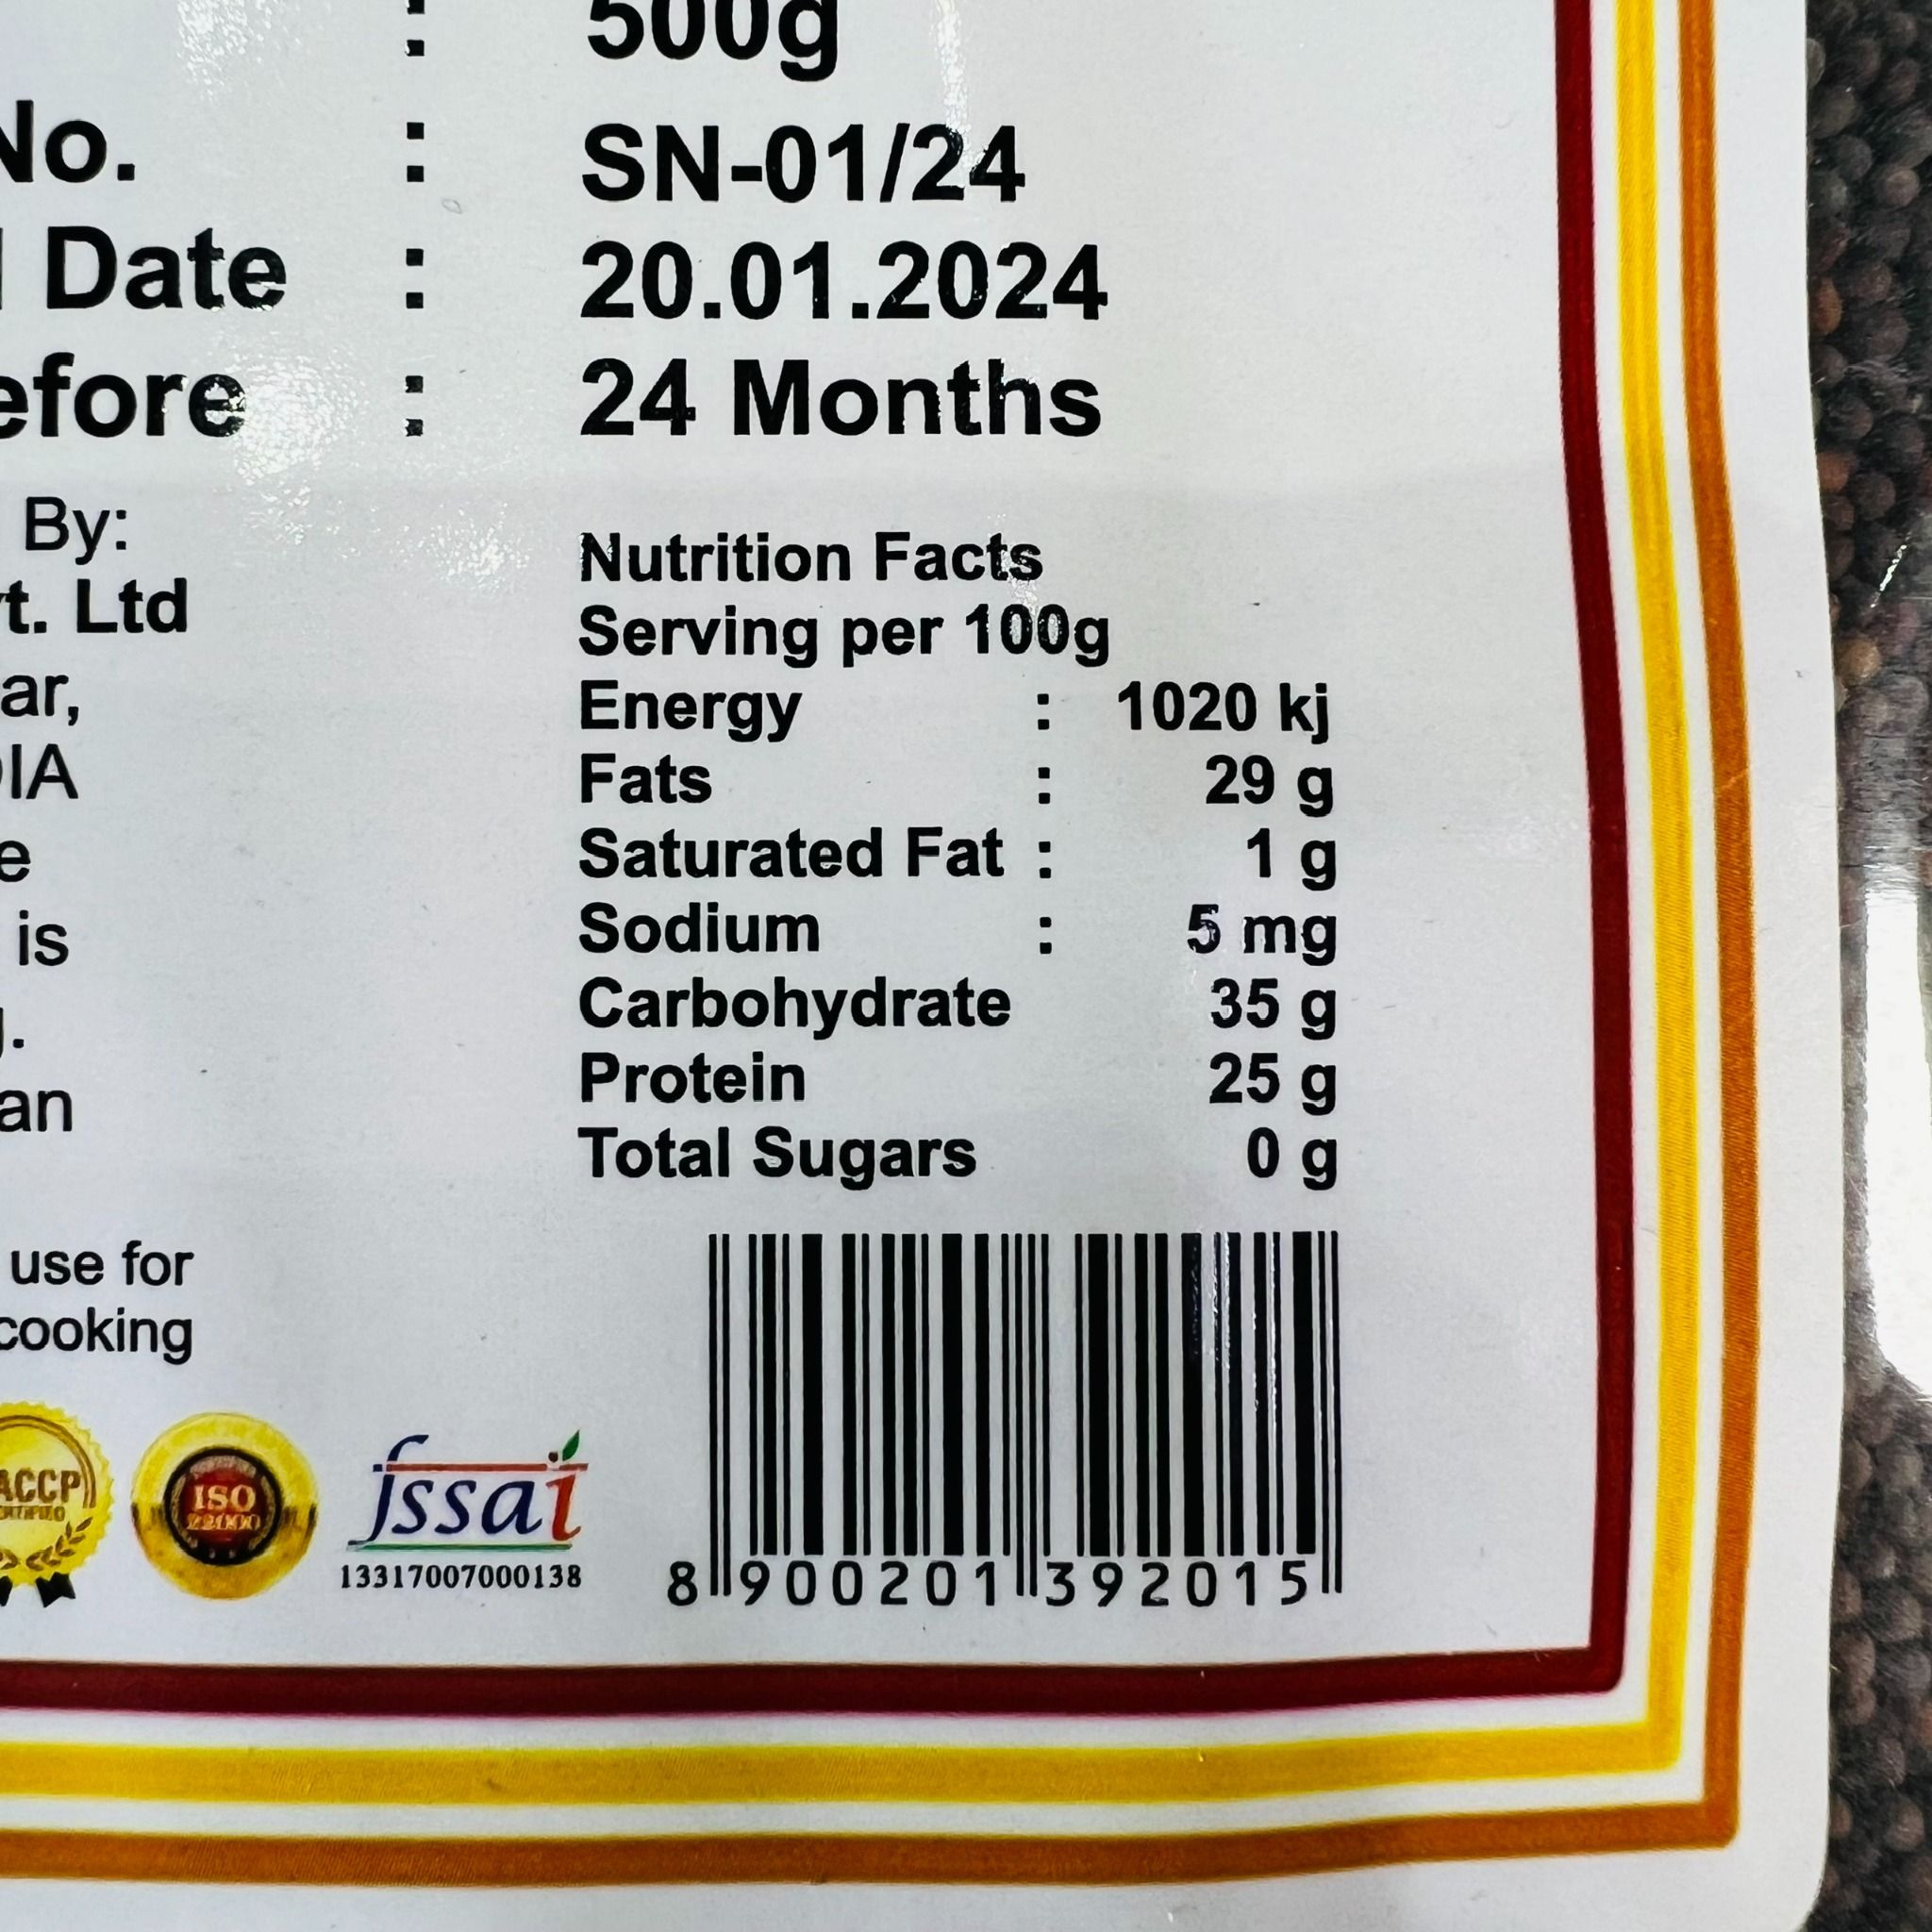 : 500g
No. : SN-01/24
Date : 20.01.2024
efore : 24 Months
By:
t. Ltd
ar,
IA
e
is
.
an
use for
cooking
Nutrition Facts
Serving per 100g
Energy : 1020 kj
Fats : 29 g
Saturated Fat : 1 g
Sodium : 5 mg
Carbohydrate 35 g
Protein 25 g
Total Sugars 0 g
ACCP
ISO
22000
fssai
13317007000138
8 900201 392015